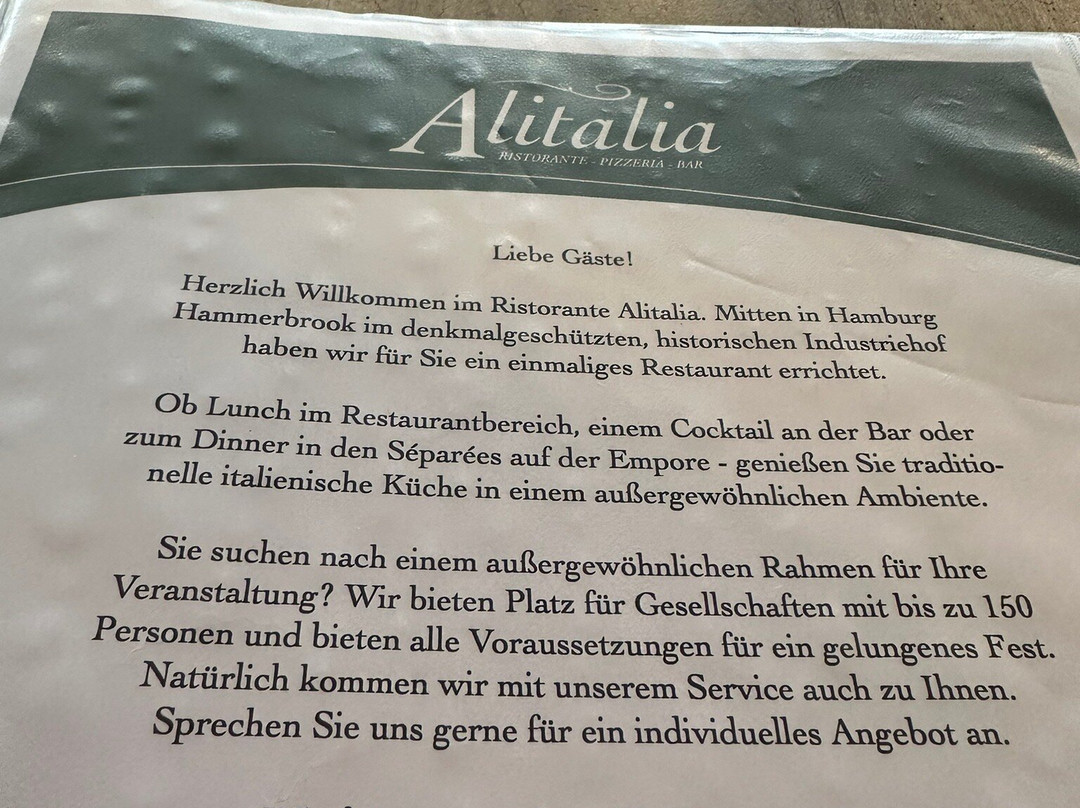 Alitalia
RISTORANTE - PIZZERIA - BAR
Liebe Gäste!
Herzlich Willkommen im Ristorante Alitalia. Mitten in Hamburg
Hammerbrook im denkmalgeschützten, historischen Industriehof
haben wir für Sie ein einmaliges Restaurant errichtet.
Ob Lunch im Restaurantbereich, einem Cocktail an der Bar oder
zum Dinner in den Séparées auf der Empore - genießen Sie traditio-
nelle italienische Küche in einem außergewöhnlichen Ambiente.
Sie suchen nach einem außergewöhnlichen Rahmen für Ihre
Veranstaltung? Wir bieten Platz für Gesellschaften mit bis zu 150
Personen und bieten alle Voraussetzungen für ein gelungenes Fest.
Natürlich kommen wir mit unserem Service auch zu Ihnen.
Sprechen Sie uns gerne für ein individuelles Angebot an.